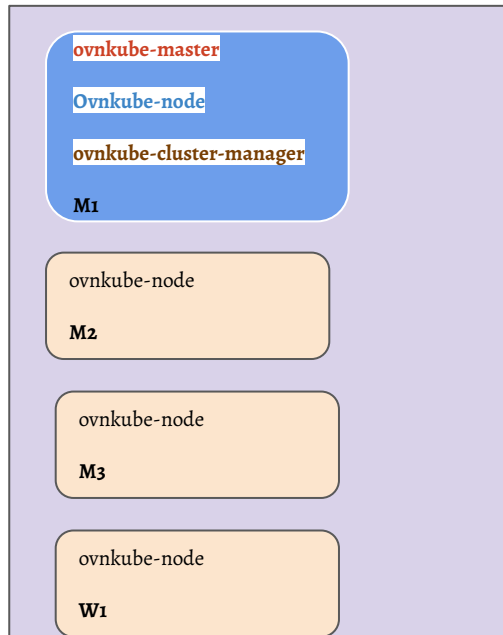 ovnkube-master
Ovnkube-node
ovnkube-cluster-manager
M1
ovnkube-node
M2
ovnkube-node
M3
ovnkube-node
W1